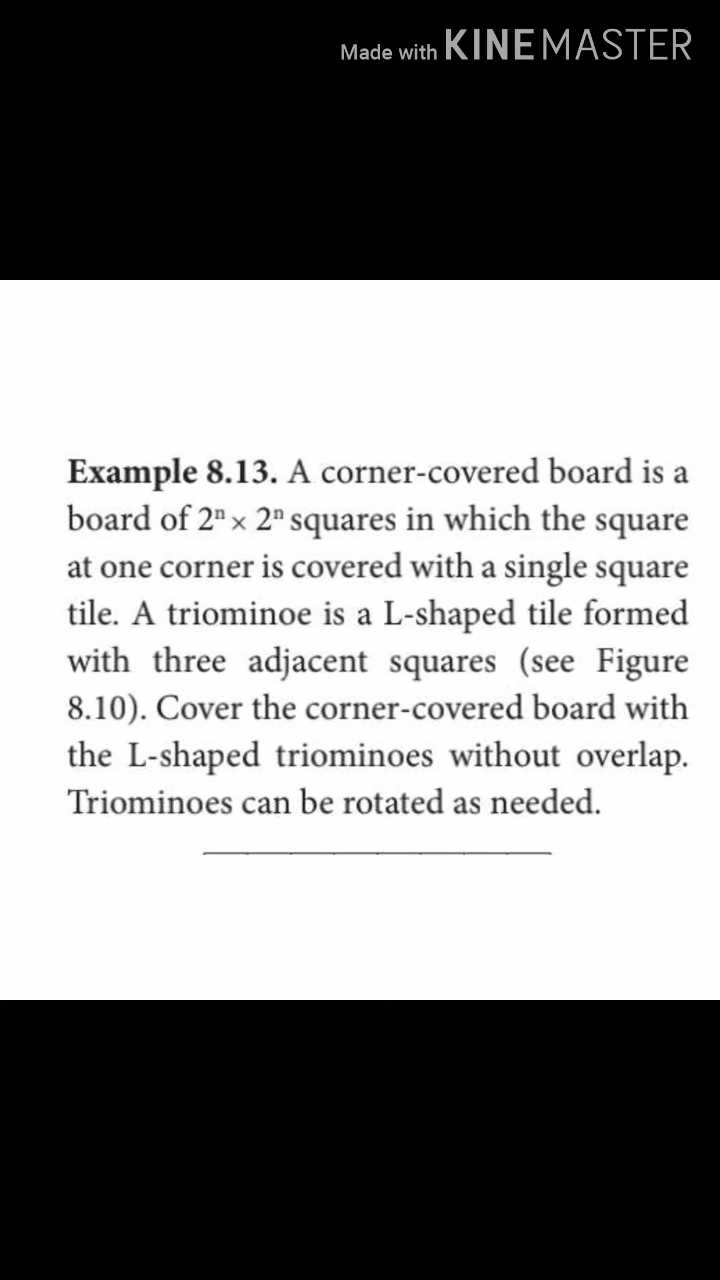 Made with KINEMASTER
Example 8.13. A corner-covered board is a
board of 2ⁿ × 2ⁿ squares in which the square
at one corner is covered with a single square
tile. A triominoe is a L-shaped tile formed
with three adjacent squares (see Figure
8.10). Cover the corner-covered board with
the L-shaped triominoes without overlap.
Triominoes can be rotated as needed.